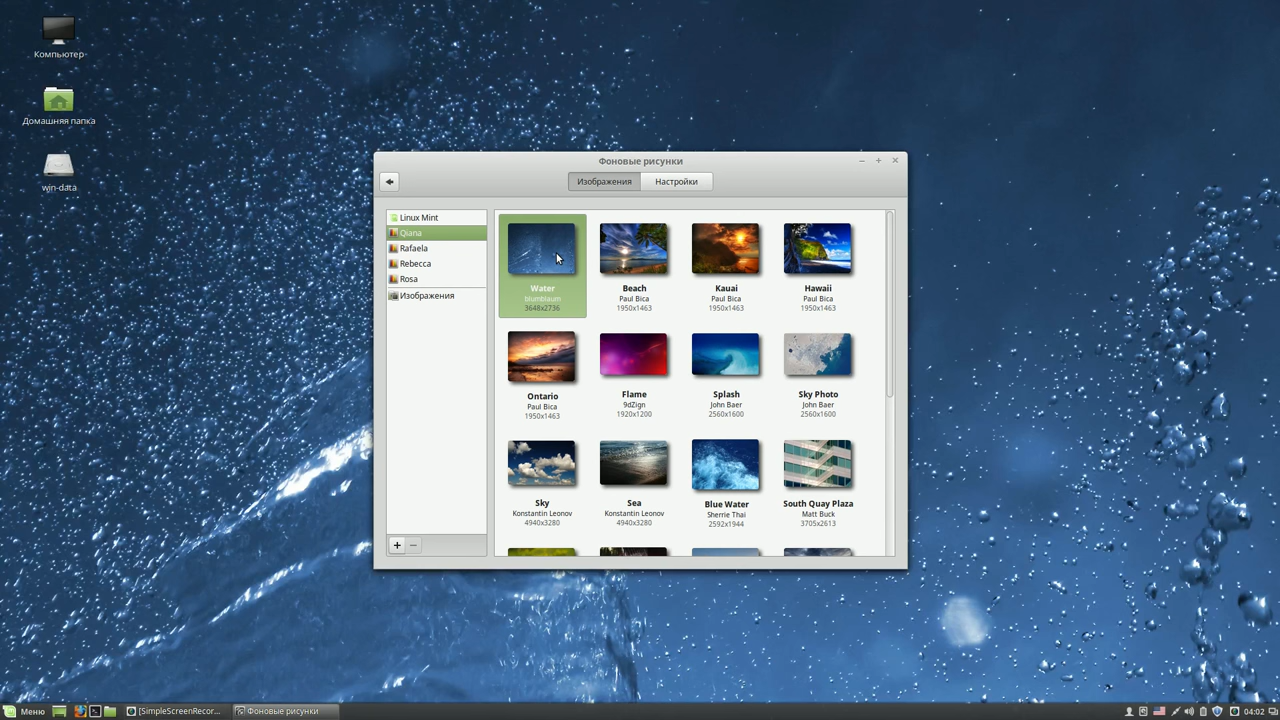 Компьютер
Домашняя папка
win-data
Фоновые рисунки
Изображения
Настройки
Linux Mint
Qiana
Rafaela
Rebecca
Rosa
Изображения
Water
blumblaum
3648x2736
Beach
Paul Bica
1950x1463
Kauai
Paul Bica
1950x1463
Hawaii
Paul Bica
1950x1463
Ontario
Paul Bica
1950x1463
Flame
9dZign
1920x1200
Splash
John Baer
2560x1600
Sky Photo
John Baer
2560x1600
Sky
Konstantin Leonov
4940x3280
Sea
Konstantin Leonov
4940x3280
Blue Water
Sherrie Thai
2592x1944
South Quay Plaza
Matt Buck
3705x2613
Меню
[SimpleScreenRecor...
Фоновые рисунки
04:02